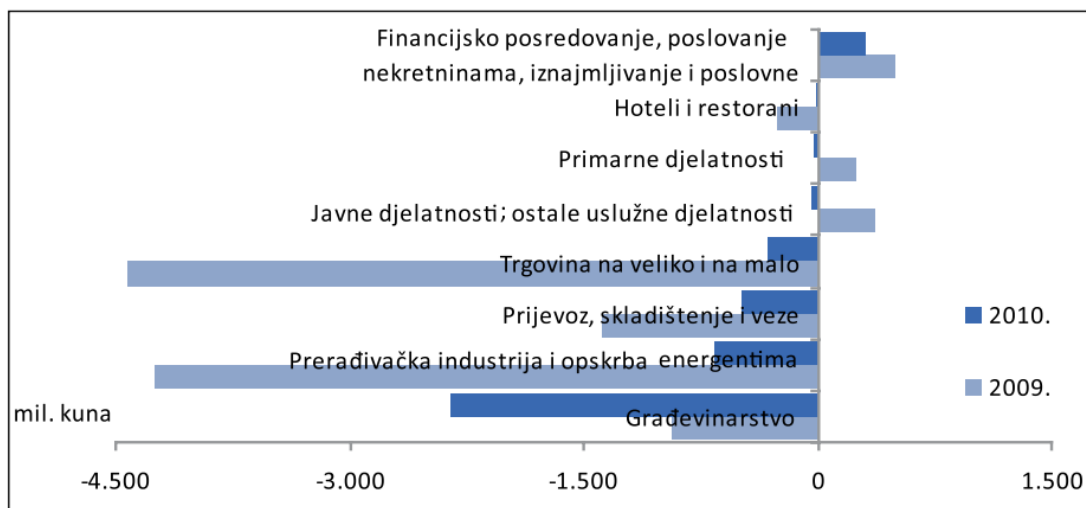 Financijsko posredovanje, poslovanje
nekretninama, iznajmljivanje i poslovne
Hoteli i restorani
Primarne djelatnosti
Javne djelatnosti; ostale uslužne djelatnosti
Trgovina na veliko i na malo
Prijevoz, skladištenje i veze
2010.
Prerađivačka industrija i opskrba energentima
2009.
mil. kuna
Građevinarstvo
-4.500 -3.000 -1.500 0 1.500